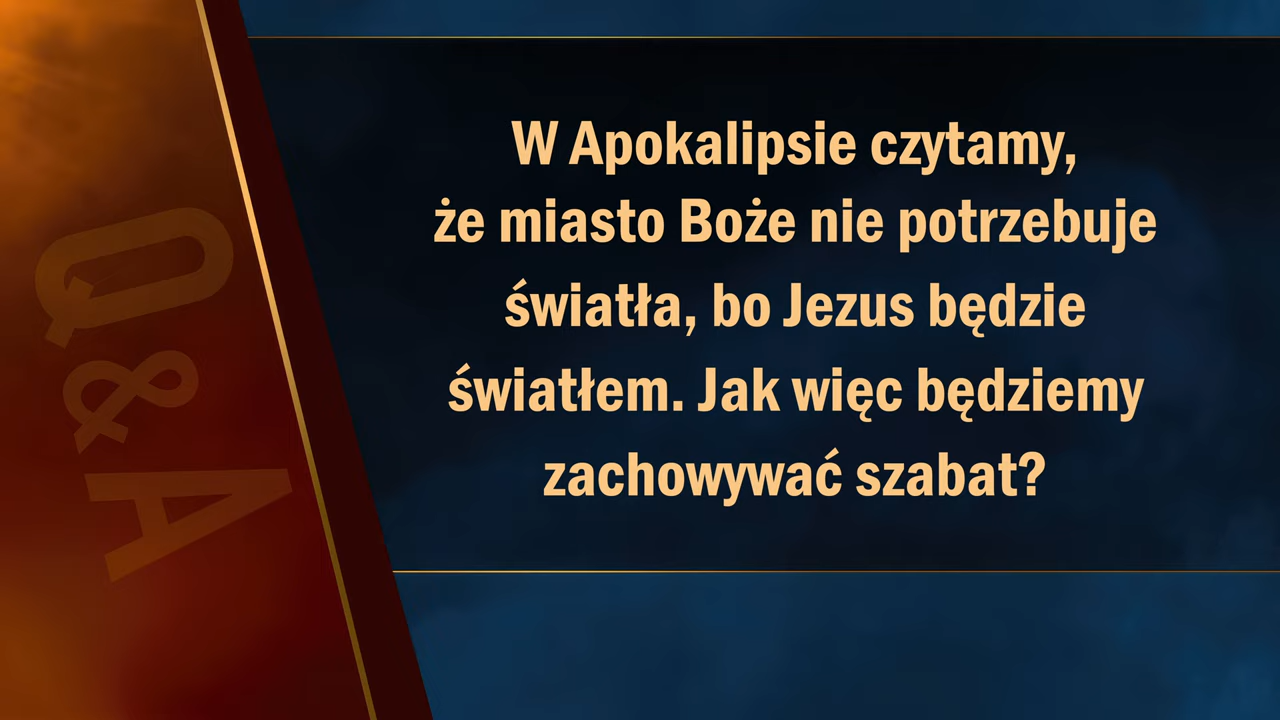 W Apokalipsie czytamy,
że miasto Boże nie potrzebuje
światła, bo Jezus będzie
światłem. Jak więc będziemy
zachowywać szabat?
Q&A